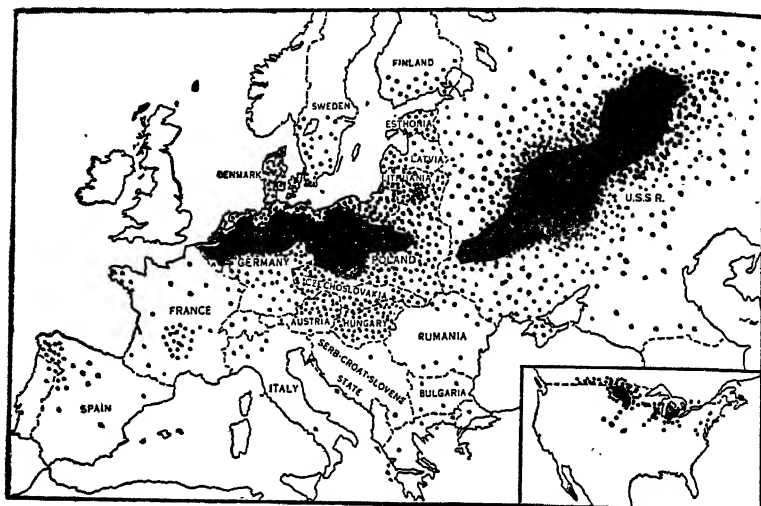 FINLAND
SWEDEN
ESTHONIA
LATVIA
DENMARK
LITHUANIA
U.S.S.R.
GERMANY
POLAND
CZECHOSLOVAKIA
FRANCE
AUSTRIA
HUNGARY
RUMANIA
SERB-CROAT-SLOVENE
STATE
ITALY
BULGARIA
SPAIN